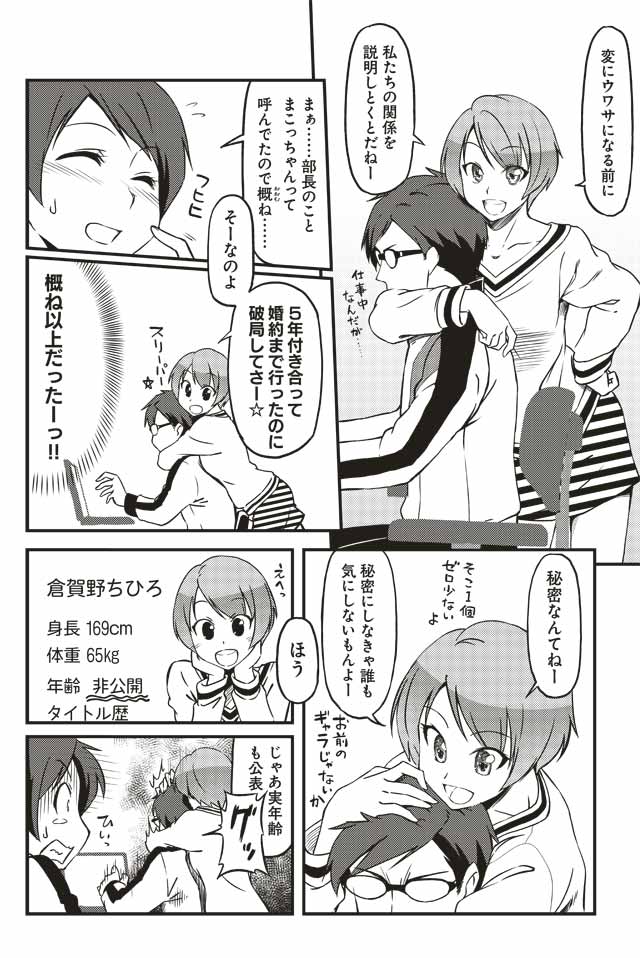 変にウワサになる前に
私たちの関係を
説明しとくとだねー
仕事中
なんだが…
まぁ……部長のこと
まこっちゃんって
呼んでたので概ね……
おおむ
そーなのよ
5年付き合って
婚約まで行ったのに
破局してさー☆
スリーパー
☆
概ね以上だったーっ!!
秘密なんてねー
そこ1個
ゼロ少ない
よ
秘密にしなきゃ誰も
気にしないもんよー
お前の
ギャラじゃ
ないか
えへっ
倉賀野ちひろ
身長 169cm
体重 65kg
年齢 非公開
タイトル歴
ほう
じゃあ実年齢
も公表
グギ
ひぃっ